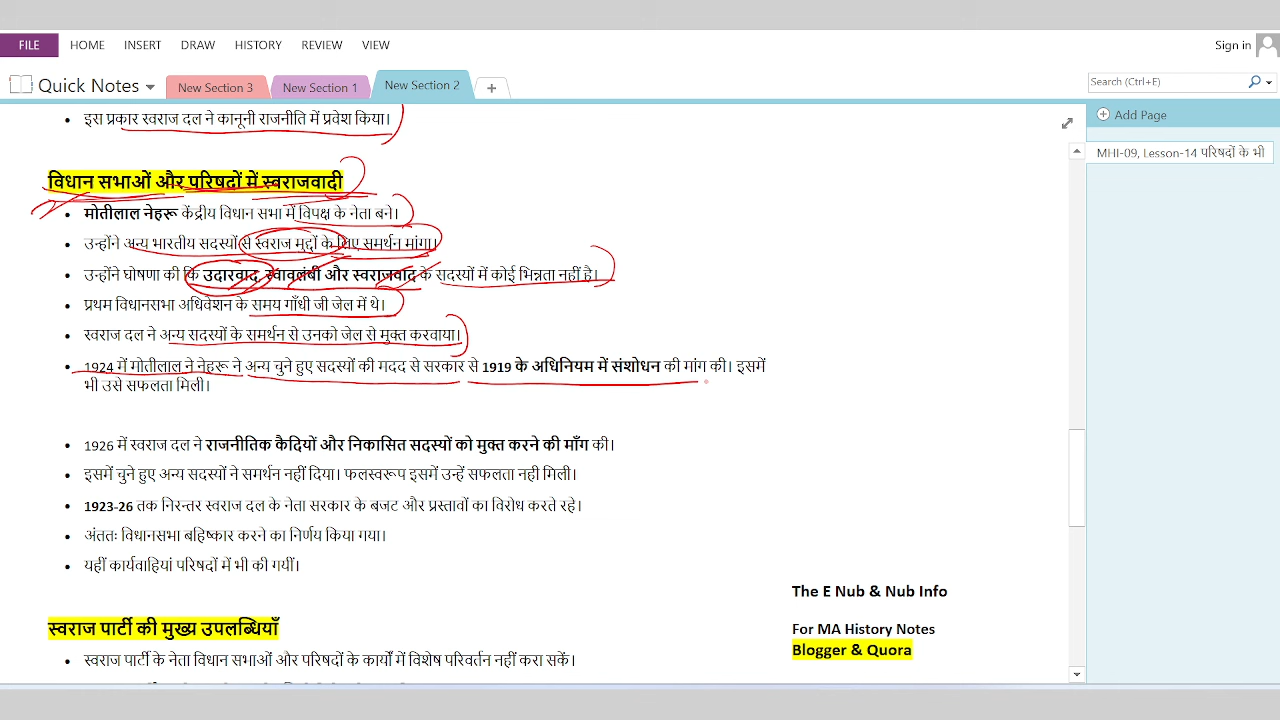 FILE HOME INSERT DRAW HISTORY REVIEW VIEW Sign in
Quick Notes New Section 3 New Section 1 New Section 2 + Search (Ctrl+E)
Add Page
MHI-09, Lesson-14 परिषदों के भी
• इस प्रकार स्वराज दल ने कानूनी राजनीति में प्रवेश किया।
विधान सभाओं और परिषदों में स्वराजवादी
• मोतीलाल नेहरू केंद्रीय विधान सभा में विपक्ष के नेता बने।
• उन्होंने अन्य भारतीय सदस्यों से स्वराज मुद्दों के लिए समर्थन मांगा।
• उन्होंने घोषणा की कि उदारवाद, स्वावलंबी और स्वराजवाद के सदस्यों में कोई भिन्नता नहीं है।
• प्रथम विधानसभा अधिवेशन के समय गाँधी जी जेल में थे।
• स्वराज दल ने अन्य सदस्यों के समर्थन से उनको जेल से मुक्त करवाया।
• 1924 में मोतीलाल ने नेहरू ने अन्य चुने हुए सदस्यों की मदद से सरकार से 1919 के अधिनियम में संशोधन की मांग की। इसमें
भी उसे सफलता मिली।
• 1926 में स्वराज दल ने राजनीतिक कैदियों और निकासित सदस्यों को मुक्त करने की माँग की।
• इसमें चुने हुए अन्य सदस्यों ने समर्थन नहीं दिया। फलस्वरूप इसमें उन्हें सफलता नही मिली।
• 1923-26 तक निरन्तर स्वराज दल के नेता सरकार के बजट और प्रस्तावों का विरोध करते रहे।
• अंततः विधानसभा बहिष्कार करने का निर्णय किया गया।
• यहीं कार्यवाहियां परिषदों में भी की गयीं।
The E Nub & Nub Info
स्वराज पार्टी की मुख्य उपलब्धियाँ
For MA History Notes
Blogger & Quora
• स्वराज पार्टी के नेता विधान सभाओं और परिषदों के कार्यों में विशेष परिवर्तन नहीं करा सकें।